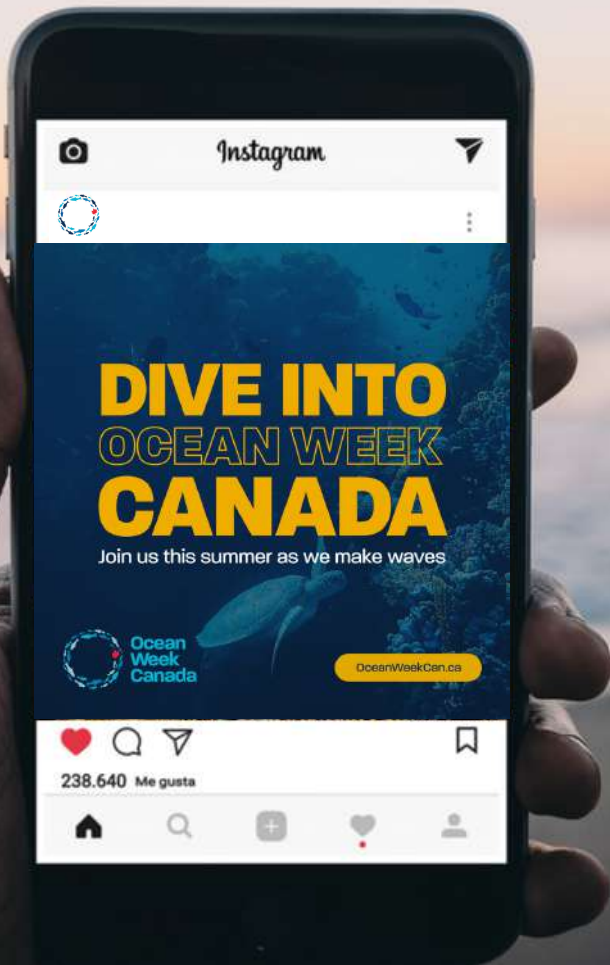 Instagram
DIVE INTO
OCEAN WEEK
CANADA
Join us this summer as we make waves
Ocean
Week
Canada
OceanWeekCan.ca
238.640 Me gusta